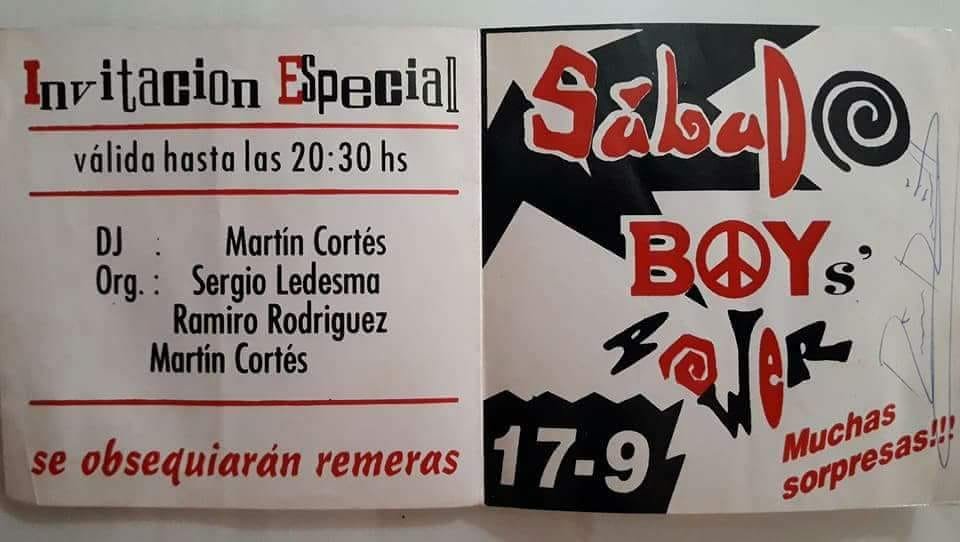 Invitacion Especial
válida hasta las 20:30 hs
DJ : Martín Cortés
Org. : Sergio Ledesma
Ramiro Rodriguez
Martín Cortés
se obsequiarán remeras
Sábado
BOYs'
POWER
17-9
Muchas
sorpresas!!!